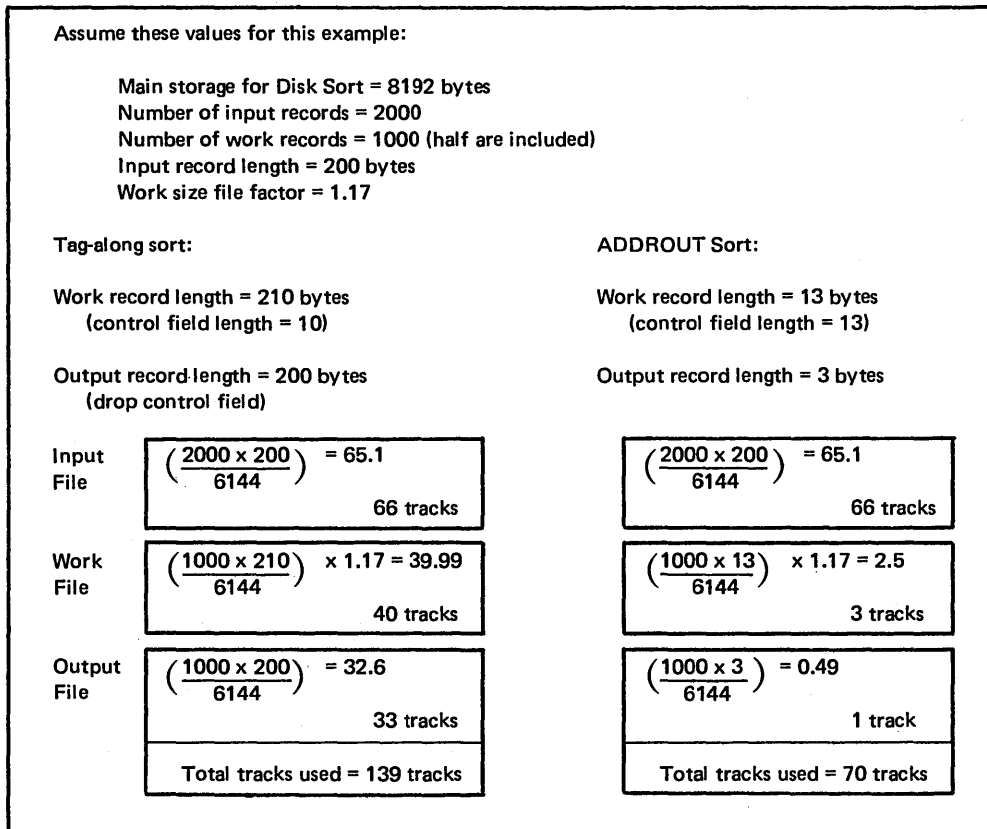 Assume these values for this example:
Main storage for Disk Sort = 8192 bytes
Number of input records = 2000
Number of work records = 1000 (half are included)
Input record length = 200 bytes
Work size file factor = 1.17
Tag-along sort:
Work record length = 210 bytes
(control field length = 10)
Output record length = 200 bytes
(drop control field)
ADDROUT Sort:
Work record length = 13 bytes
(control field length = 13)
Output record length = 3 bytes
Input File
(2000 x 200 / 6144) = 65.1
66 tracks
(2000 x 200 / 6144) = 65.1
66 tracks
Work File
(1000 x 210 / 6144) x 1.17 = 39.99
40 tracks
(1000 x 13 / 6144) x 1.17 = 2.5
3 tracks
Output File
(1000 x 200 / 6144) = 32.6
33 tracks
Total tracks used = 139 tracks
(1000 x 3 / 6144) = 0.49
1 track
Total tracks used = 70 tracks